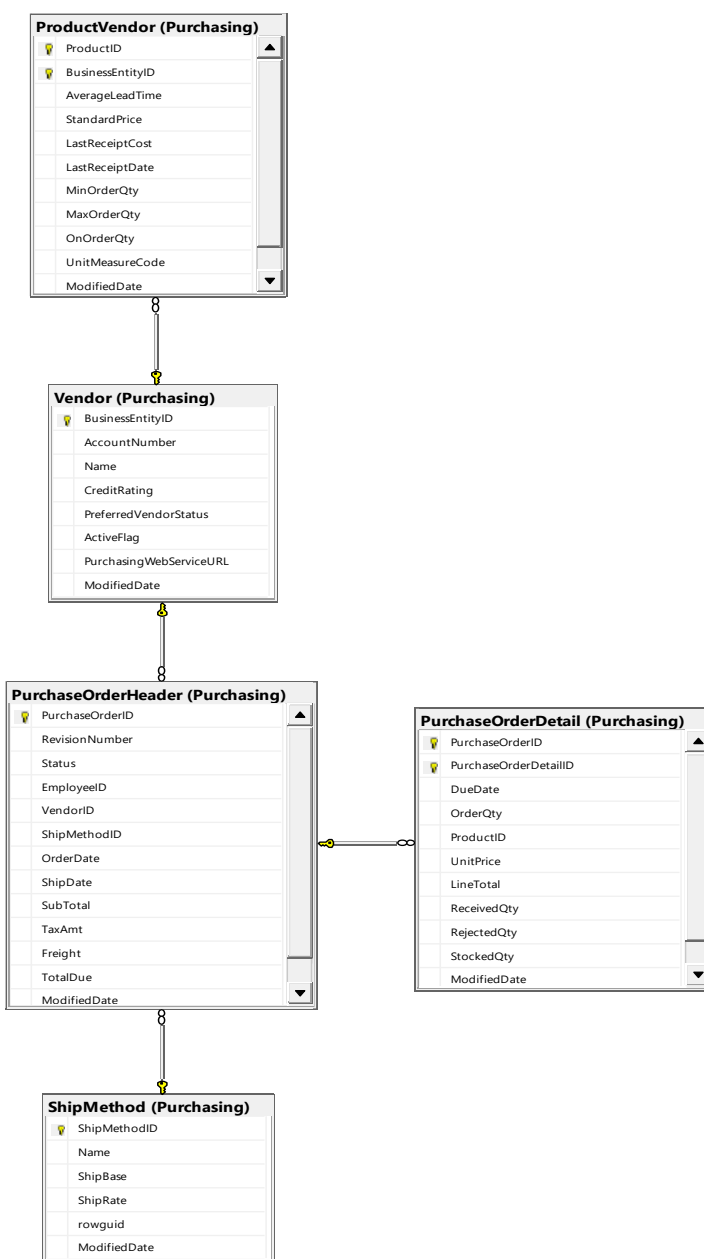 ProductVendor (Purchasing)
ProductID
BusinessEntityID
AverageLeadTime
StandardPrice
LastReceiptCost
LastReceiptDate
MinOrderQty
MaxOrderQty
OnOrderQty
UnitMeasureCode
ModifiedDate
Vendor (Purchasing)
BusinessEntityID
AccountNumber
Name
CreditRating
PreferredVendorStatus
ActiveFlag
PurchasingWebServiceURL
ModifiedDate
PurchaseOrderHeader (Purchasing)
PurchaseOrderID
RevisionNumber
Status
EmployeeID
VendorID
ShipMethodID
OrderDate
ShipDate
SubTotal
TaxAmt
Freight
TotalDue
ModifiedDate
PurchaseOrderDetail (Purchasing)
PurchaseOrderID
PurchaseOrderDetailID
DueDate
OrderQty
ProductID
UnitPrice
LineTotal
ReceivedQty
RejectedQty
StockedQty
ModifiedDate
ShipMethod (Purchasing)
ShipMethodID
Name
ShipBase
ShipRate
rowguid
ModifiedDate